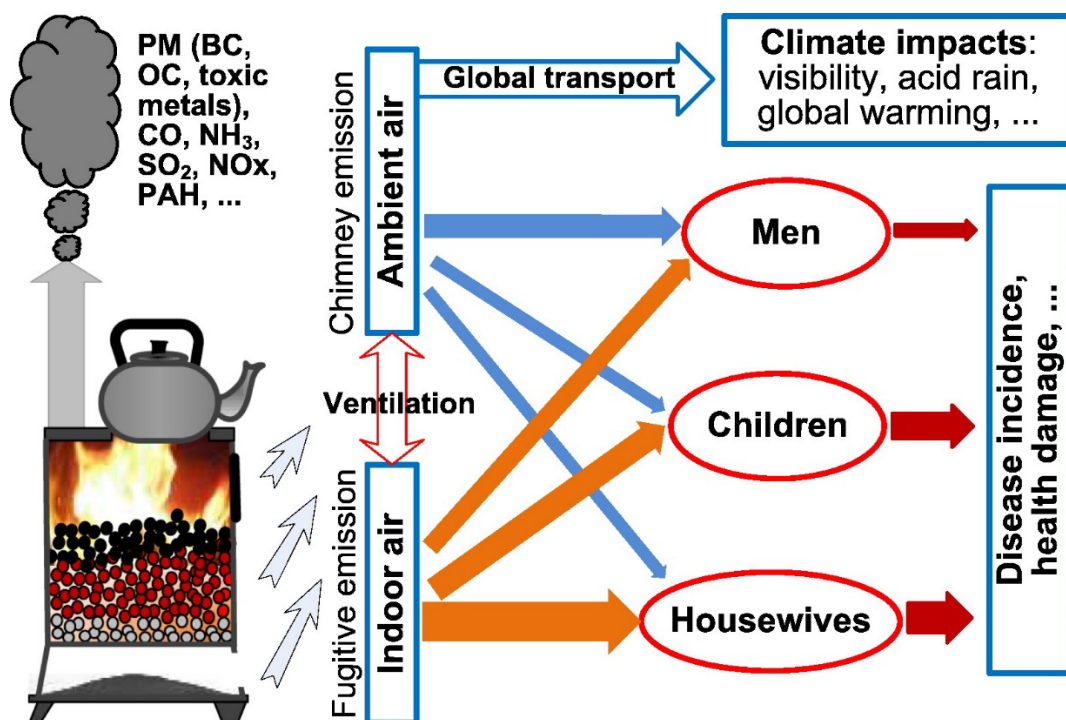 PM (BC,
OC, toxic
metals),
CO, NH₃,
SO₂, NOx,
PAH, ...
Chimney emission
Ambient air
Global transport
Climate impacts:
visibility, acid rain,
global warming, ...
Men
Ventilation
Children
Fugitive emission
Indoor air
Housewives
Disease incidence,
health damage, ...